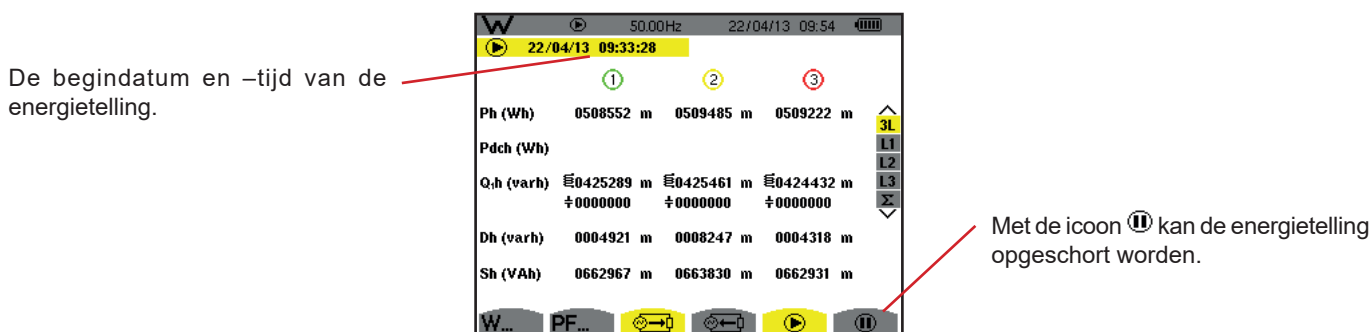 W 50.00Hz 22/04/13 09:54
22/04/13 09:33:28
De begindatum en –tijd van de
energietelling.
1 2 3
Ph (Wh) 0508552 m 0509485 m 0509222 m
3L
Pdch (Wh)
L1
L2
Q₁h (varh) 0425289 m 0425461 m 0424432 m
L3
÷0000000 ÷0000000 ÷0000000
Σ
Dh (varh) 0004921 m 0008247 m 0004318 m
Sh (VAh) 0662967 m 0663830 m 0662931 m
Met de icoon kan de energietelling
opgeschort worden.
W... PF...